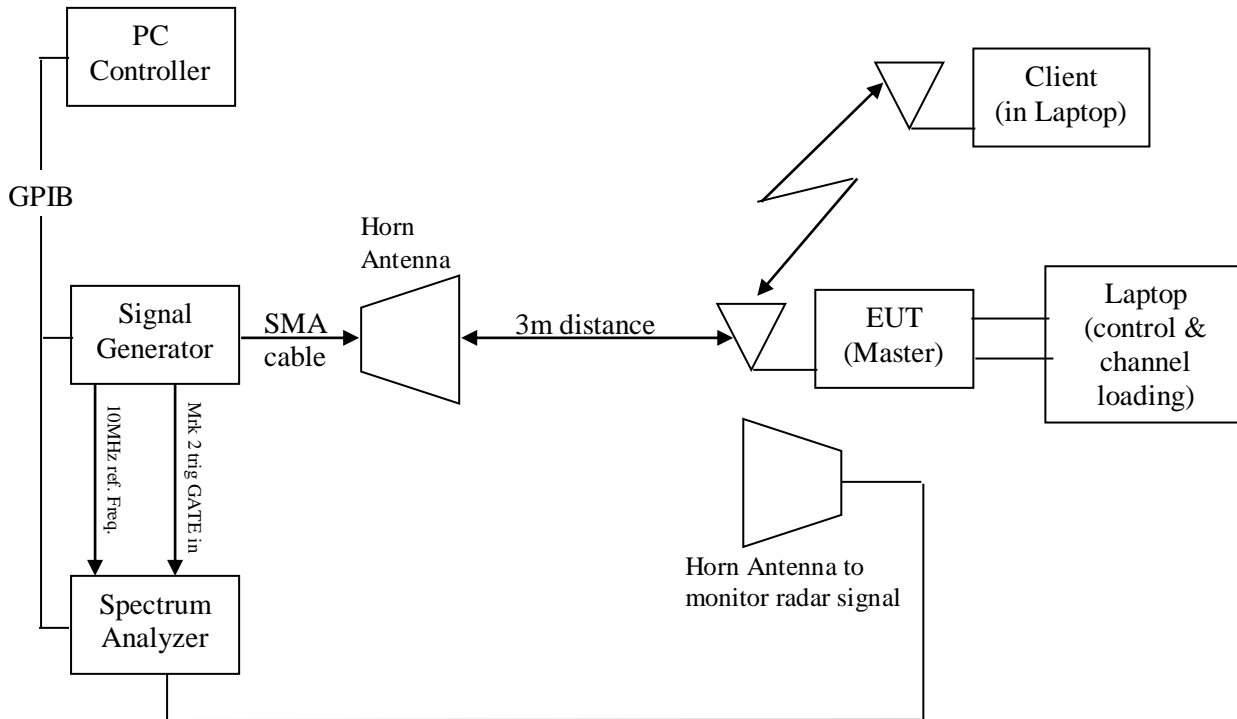 PC
Controller
Client
(in Laptop)
GPIB
Horn
Antenna
Signal
Generator
SMA
cable
3m distance
EUT
(Master)
Laptop
(control &
channel
loading)
10MHz ref. Freq.
Mrk 2 trig GATE in
Horn Antenna to
monitor radar signal
Spectrum
Analyzer